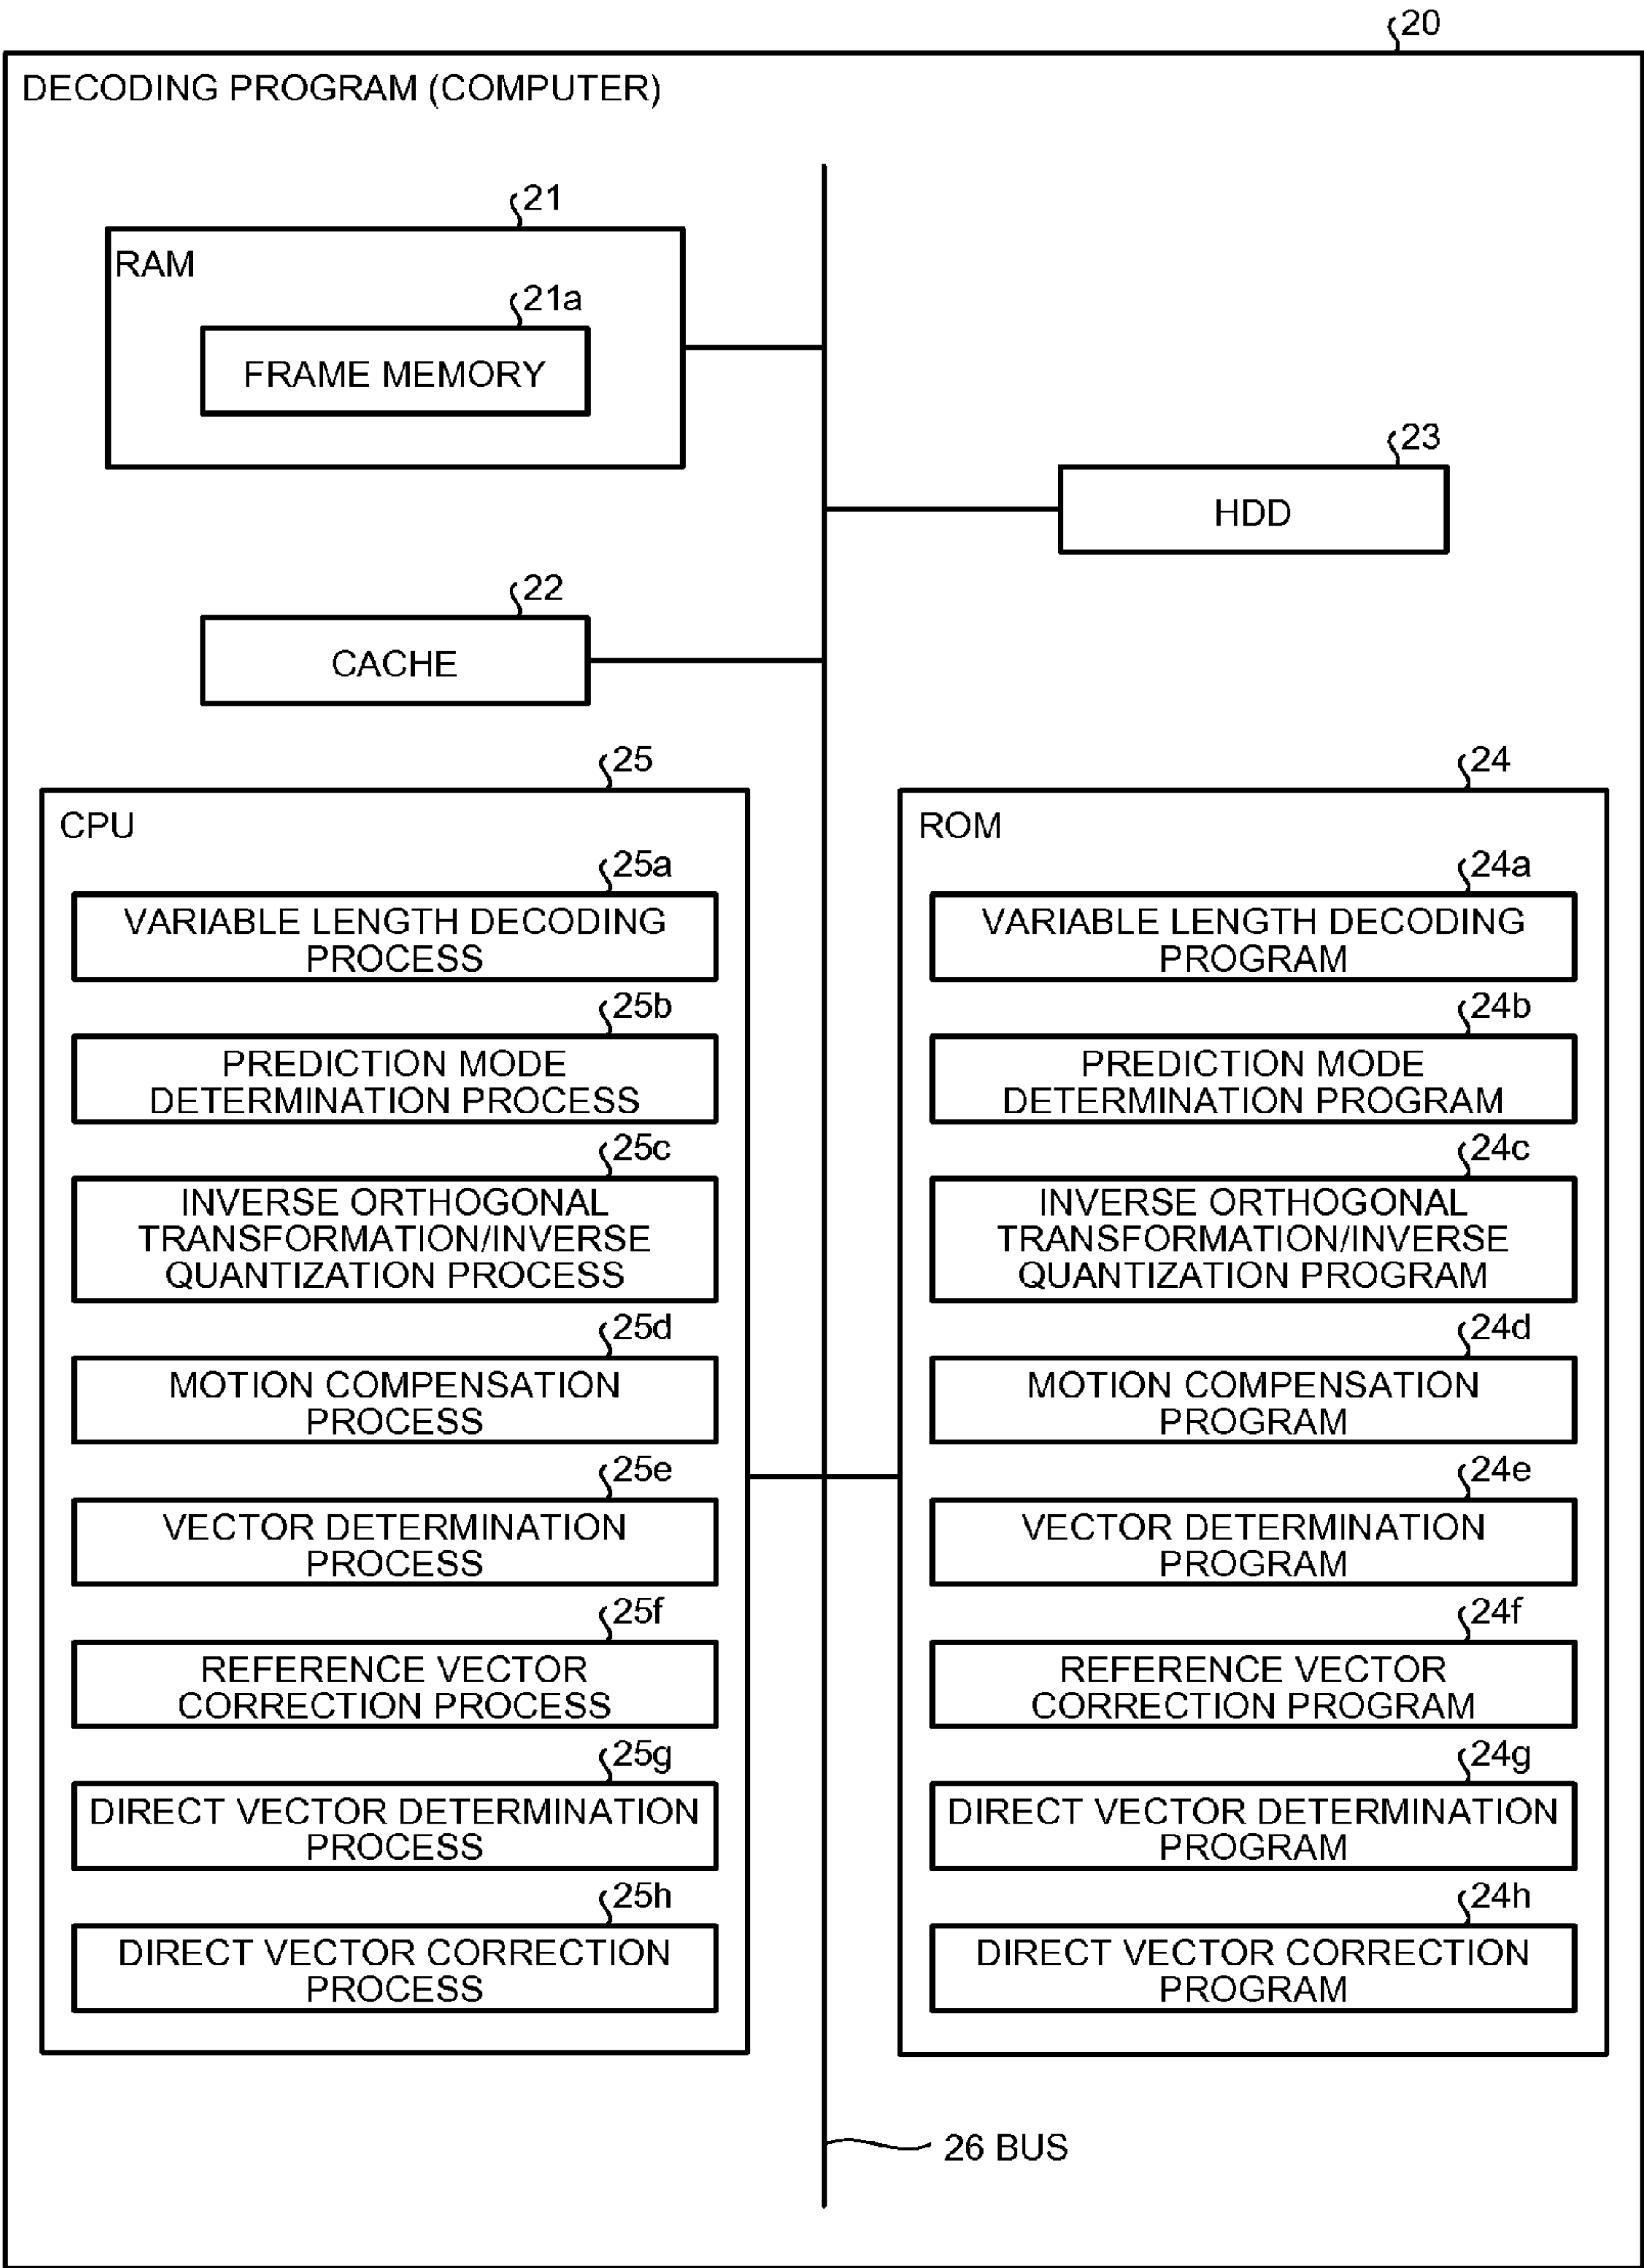 20
DECODING PROGRAM (COMPUTER)
21
RAM
21a
FRAME MEMORY
23
HDD
22
CACHE
25
CPU
25a
VARIABLE LENGTH DECODING
PROCESS
25b
PREDICTION MODE
DETERMINATION PROCESS
25c
INVERSE ORTHOGONAL
TRANSFORMATION/INVERSE
QUANTIZATION PROCESS
25d
MOTION COMPENSATION
PROCESS
25e
VECTOR DETERMINATION
PROCESS
25f
REFERENCE VECTOR
CORRECTION PROCESS
25g
DIRECT VECTOR DETERMINATION
PROCESS
25h
DIRECT VECTOR CORRECTION
PROCESS
24
ROM
24a
VARIABLE LENGTH DECODING
PROGRAM
24b
PREDICTION MODE
DETERMINATION PROGRAM
24c
INVERSE ORTHOGONAL
TRANSFORMATION/INVERSE
QUANTIZATION PROGRAM
24d
MOTION COMPENSATION
PROGRAM
24e
VECTOR DETERMINATION
PROGRAM
24f
REFERENCE VECTOR
CORRECTION PROGRAM
24g
DIRECT VECTOR DETERMINATION
PROGRAM
24h
DIRECT VECTOR CORRECTION
PROGRAM
26 BUS